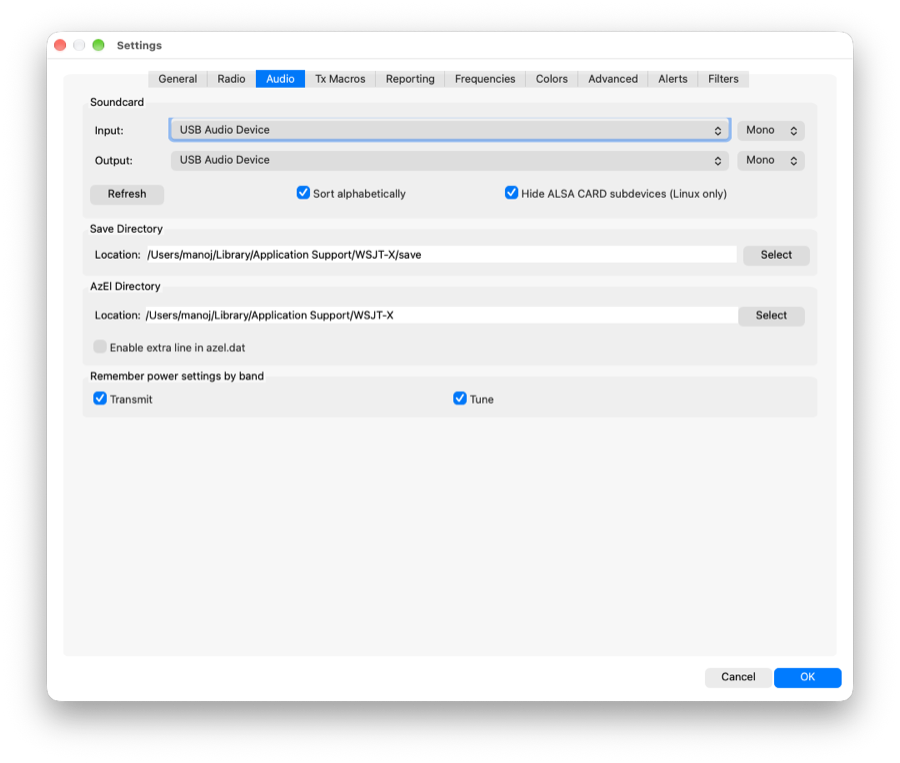 Settings
General Radio Audio Tx Macros Reporting Frequencies Colors Advanced Alerts Filters
Soundcard
Input: USB Audio Device Mono
Output: USB Audio Device Mono
Refresh Sort alphabetically Hide ALSA CARD subdevices (Linux only)
Save Directory
Location: /Users/manoj/Library/Application Support/WSJT-X/save Select
AzEl Directory
Location: /Users/manoj/Library/Application Support/WSJT-X Select
Enable extra line in azel.dat
Remember power settings by band
Transmit Tune
Cancel OK